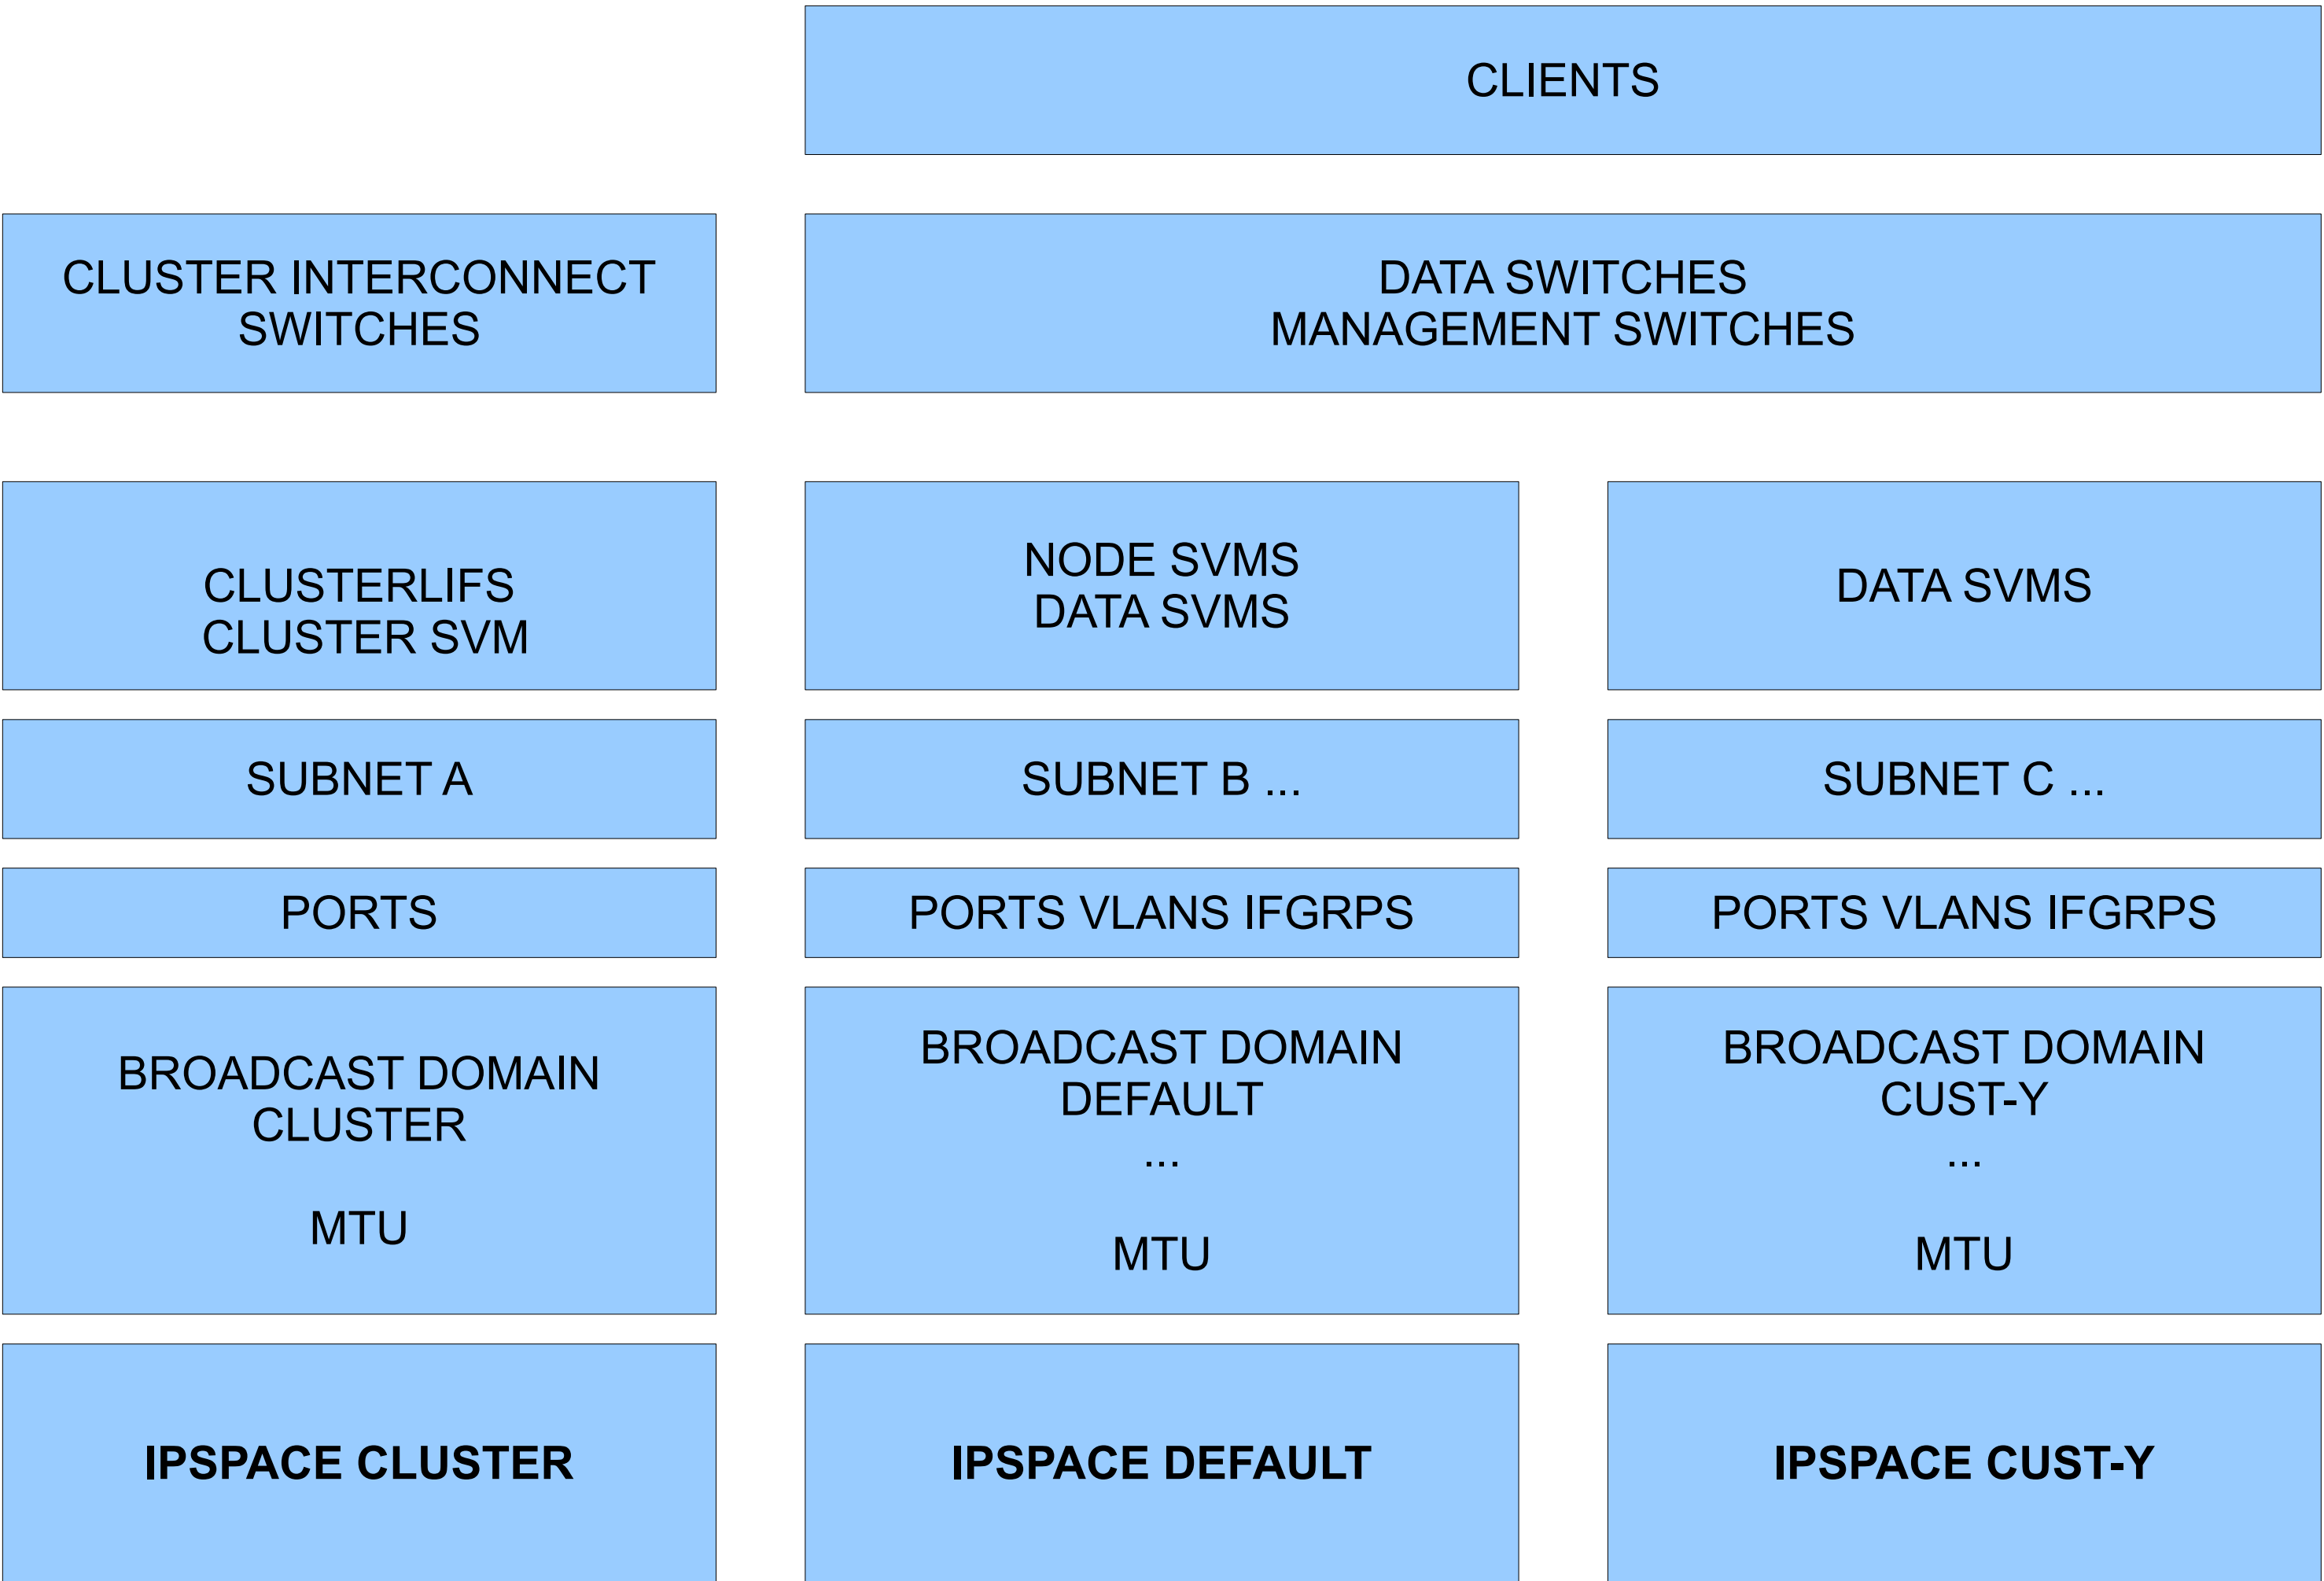 CLIENTS
CLUSTER INTERCONNECT
SWITCHES
DATA SWITCHES
MANAGEMENT SWITCHES
CLUSTERLIFS
CLUSTER SVM
NODE SVMS
DATA SVMS
DATA SVMS
SUBNET A
SUBNET B ...
SUBNET C ...
PORTS
PORTS VLANS IFGRPS
PORTS VLANS IFGRPS
BROADCAST DOMAIN
CLUSTER
MTU
BROADCAST DOMAIN
DEFAULT
...
MTU
BROADCAST DOMAIN
CUST-Y
...
MTU
IPSPACE CLUSTER
IPSPACE DEFAULT
IPSPACE CUST-Y